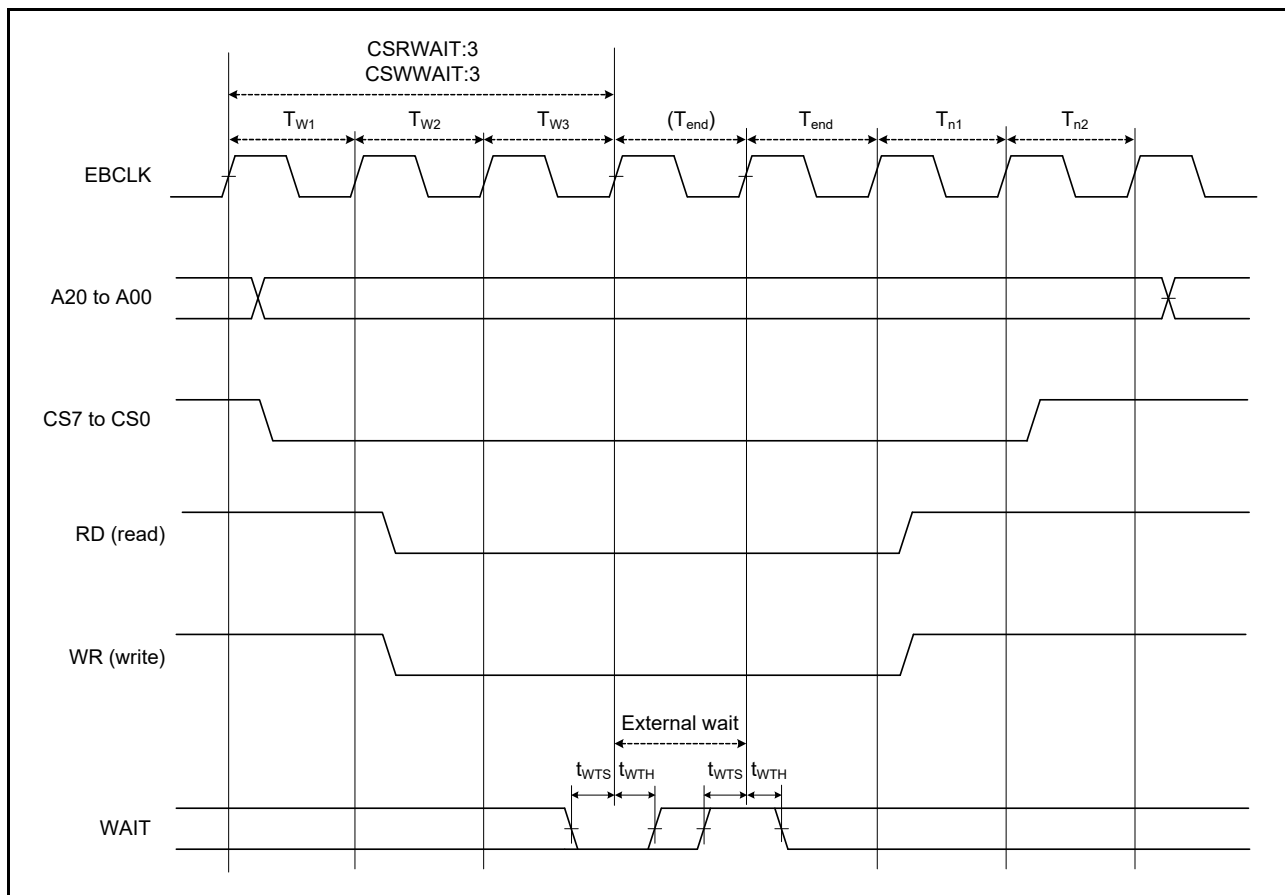 CSRWAIT:3
CSWWAIT:3
TW1 TW2 TW3 (Tend) Tend Tn1 Tn2
EBCLK
A20 to A00
CS7 to CS0
RD (read)
WR (write)
External wait
tWTS tWTH tWTS tWTH
WAIT